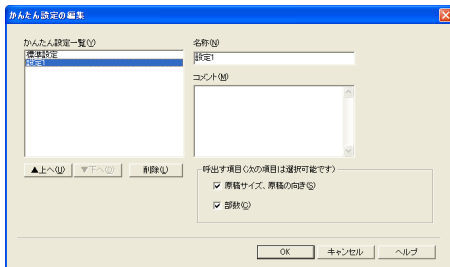 かんたん設定の編集
かんたん設定一覧(Y)
標準設定
設定1
▲上へ(U)
▼下へ(D)
削除(L)
名称(N)
設定1
コメント(M)
呼出す項目(次の項目は選択可能です)
原稿サイズ、原稿の向き(S)
部数(C)
OK
キャンセル
ヘルプ